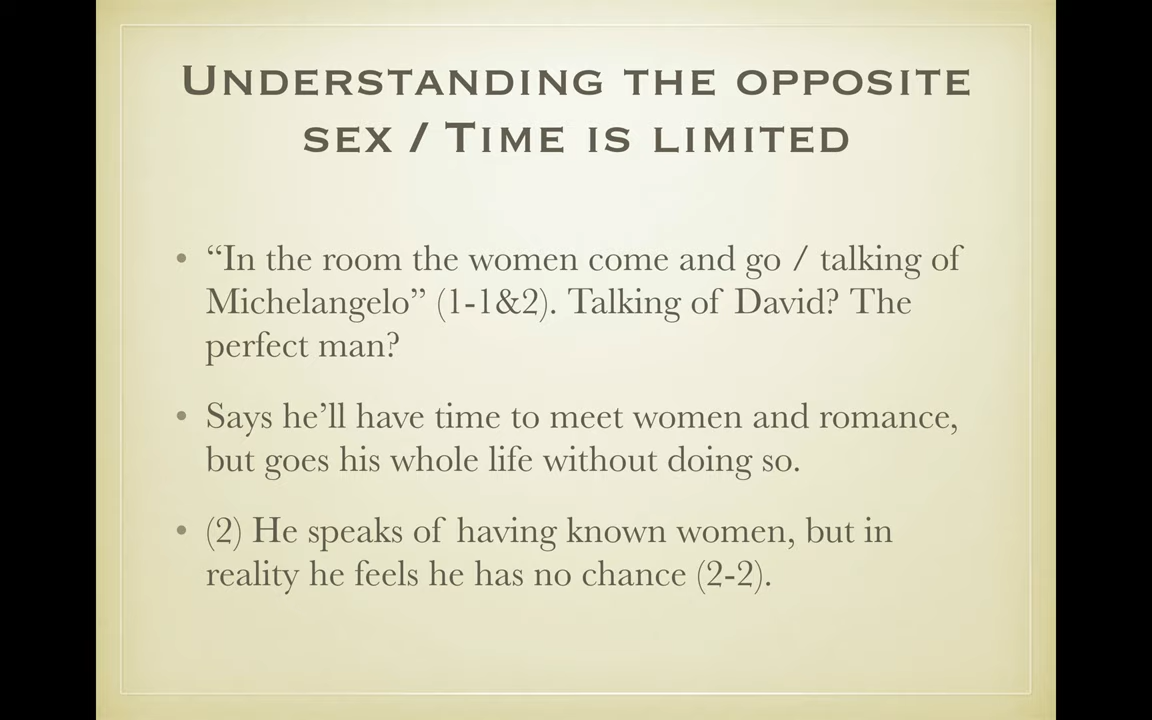 Understanding the opposite
sex / Time is limited
• “In the room the women come and go / talking of
Michelangelo” (1-1&2). Talking of David? The
perfect man?
• Says he’ll have time to meet women and romance,
but goes his whole life without doing so.
• (2) He speaks of having known women, but in
reality he feels he has no chance (2-2).